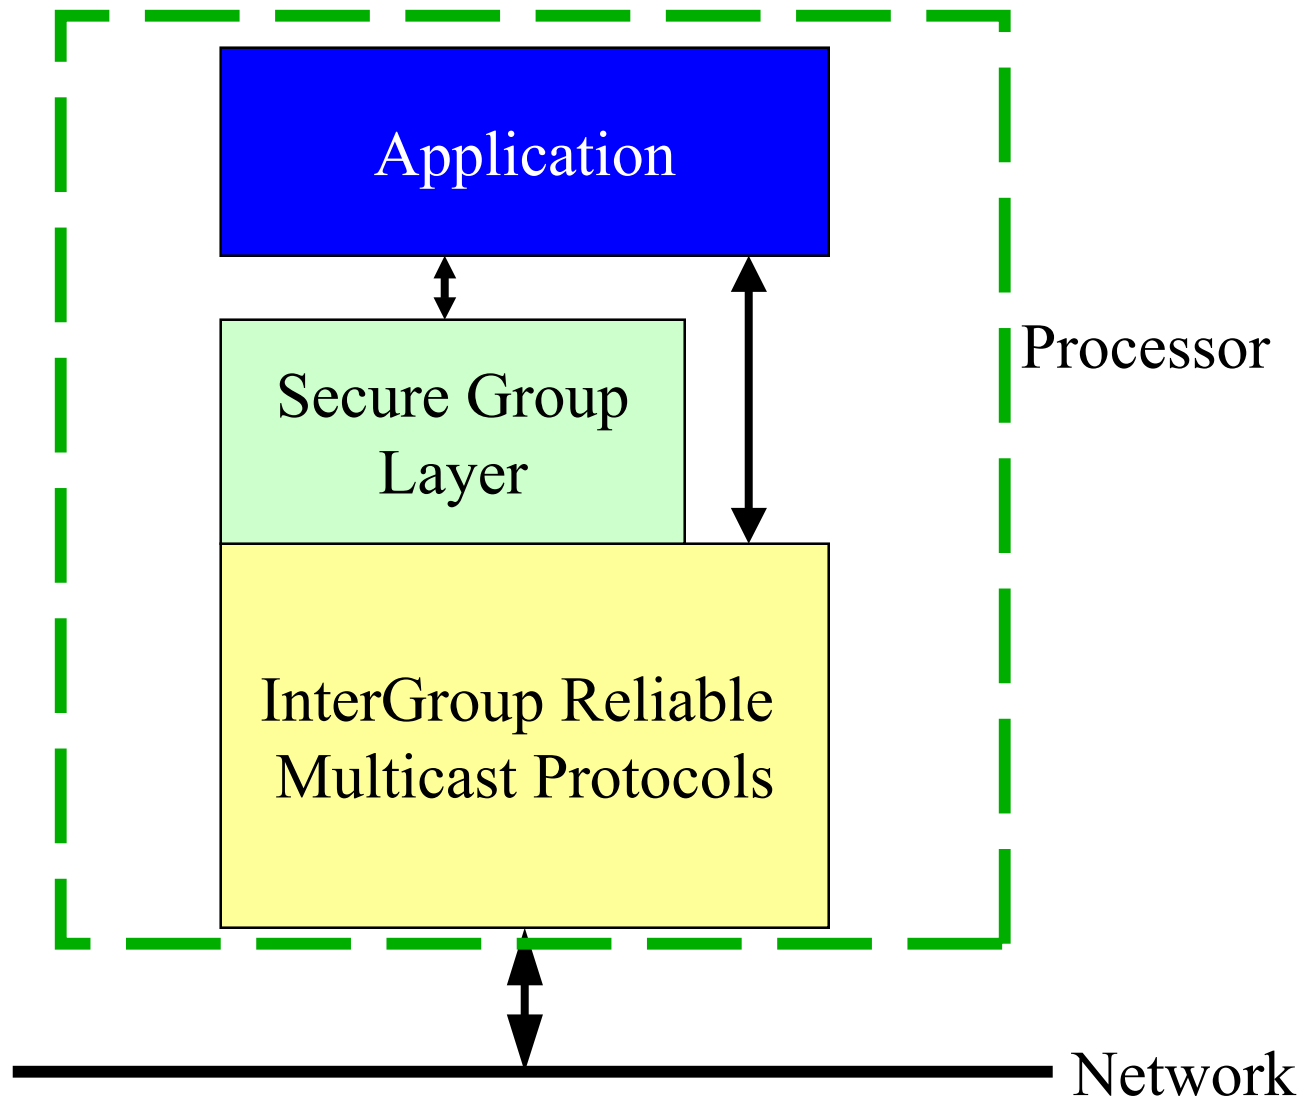 Application
Processor
Secure Group
Layer
InterGroup Reliable
Multicast Protocols
Network